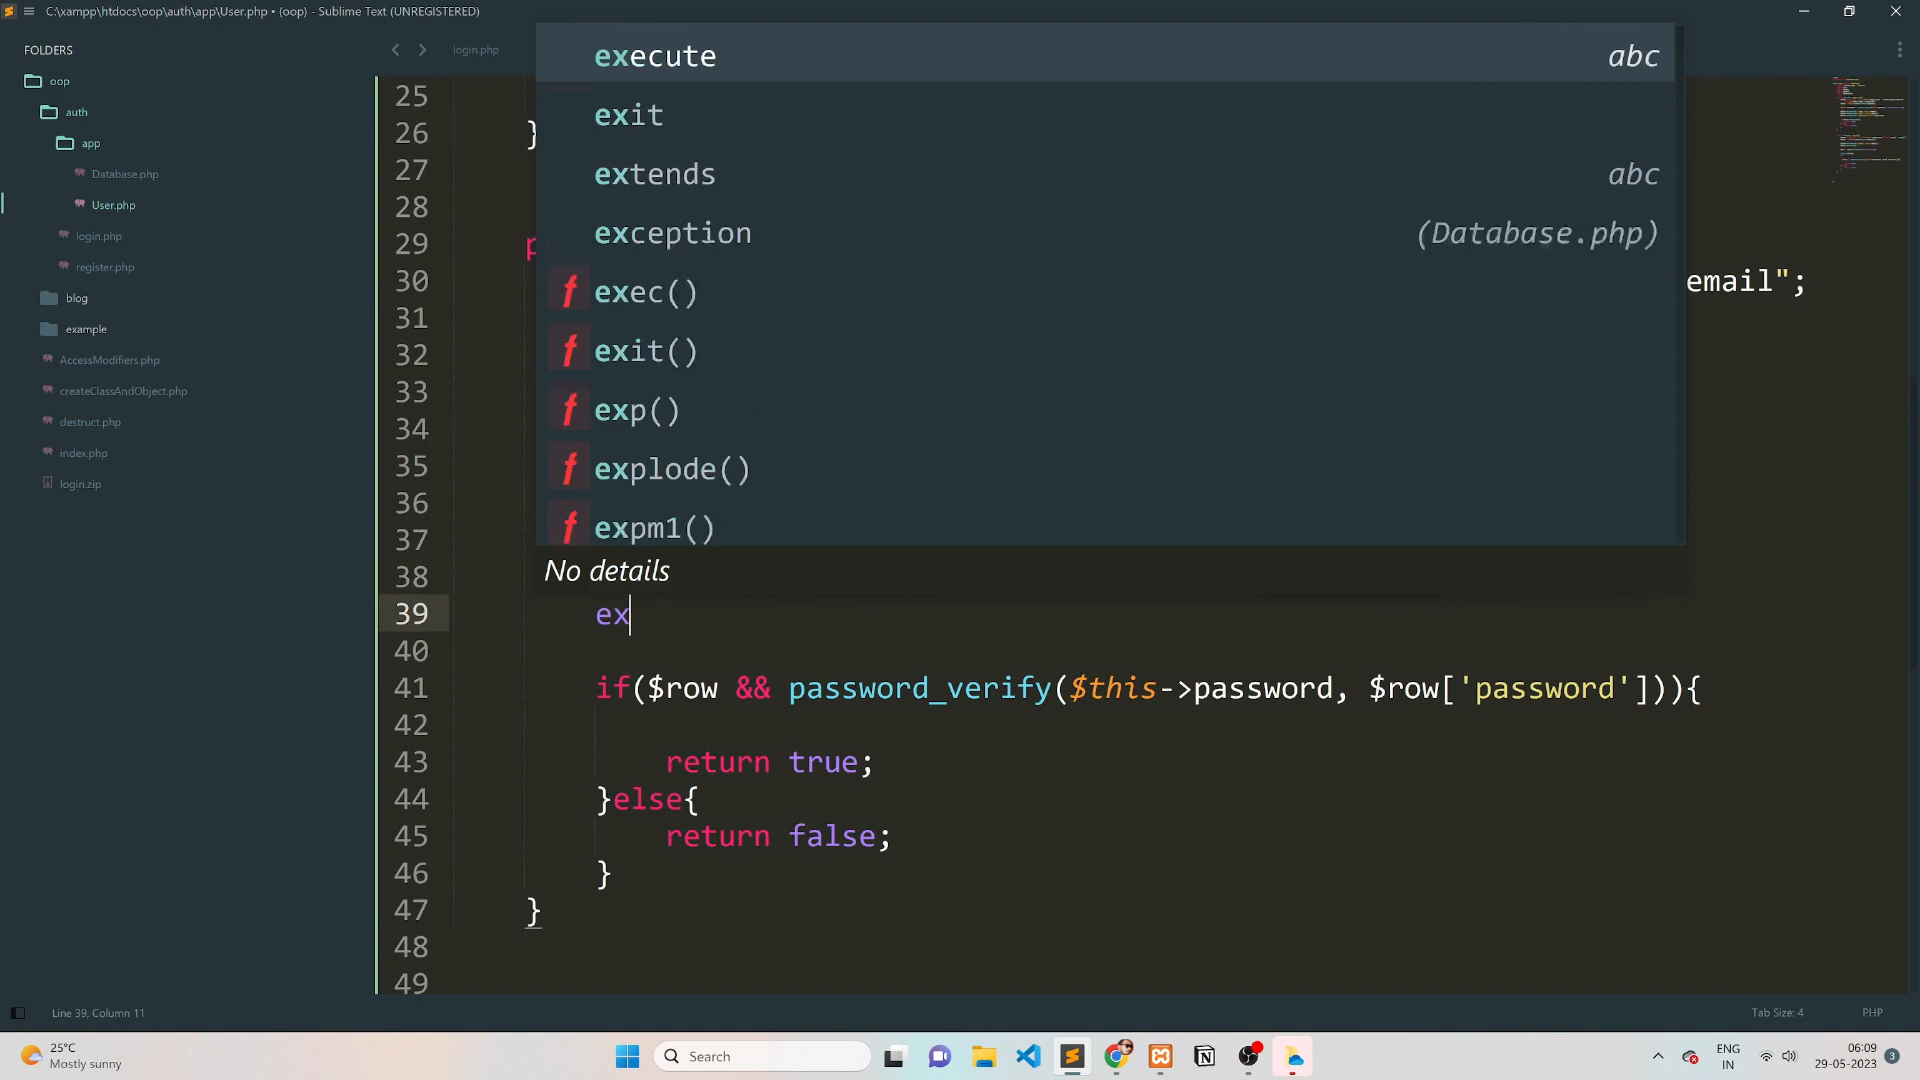 C:\xampp\htdocs\oop\auth\app\User.php • (oop) - Sublime Text (UNREGISTERED)
FOLDERS
oop
auth
app
Database.php
User.php
login.php
register.php
blog
example
AccessModifiers.php
createClassAndObject.php
destruct.php
index.php
login.zip
login.php
execute abc
exit
extends abc
exception (Database.php)
f exec()
f exit()
f exp()
f explode()
f expm1()
No details
25
26 }
27
28
29 p
30 email";
31
32
33
34
35
36
37
38
39 ex
40
41 if($row && password_verify($this->password, $row['password'])){
42
43 return true;
44 }else{
45 return false;
46 }
47 }
48
49
Line 39, Column 11
Tab Size: 4
PHP
25°C
Mostly sunny
Search
ENG
IN
06:09
29-05-2023
3